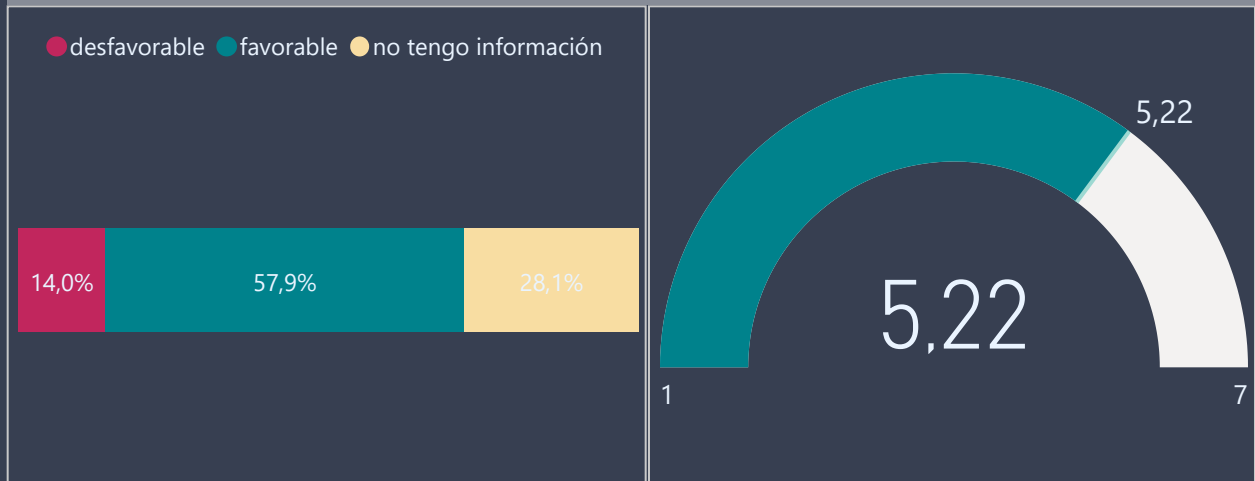 desfavorable favorable no tengo información
14,0% 57,9% 28,1%
5,22
5,22
1 7